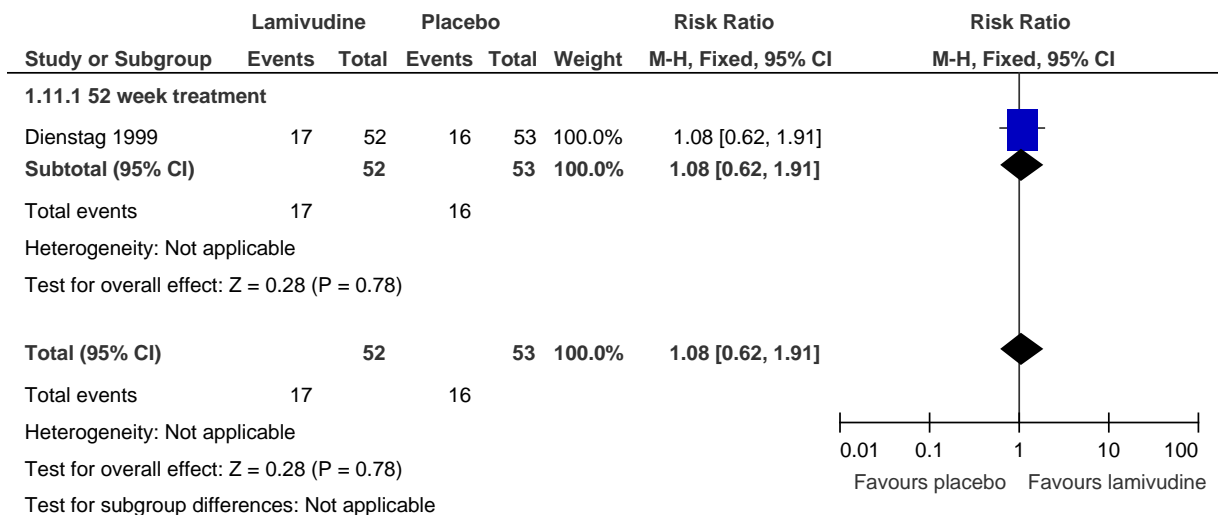 Lamivudine Placebo Risk Ratio Risk Ratio
Study or Subgroup Events Total Events Total Weight M-H, Fixed, 95% CI M-H, Fixed, 95% CI
1.11.1 52 week treatment
Dienstag 1999 17 52 16 53 100.0% 1.08 [0.62, 1.91]
Subtotal (95% CI) 52 53 100.0% 1.08 [0.62, 1.91]
Total events 17 16
Heterogeneity: Not applicable
Test for overall effect: Z = 0.28 (P = 0.78)
Total (95% CI) 52 53 100.0% 1.08 [0.62, 1.91]
Total events 17 16
Heterogeneity: Not applicable
Test for overall effect: Z = 0.28 (P = 0.78)
Test for subgroup differences: Not applicable
0.01 0.1 1 10 100
Favours placebo Favours lamivudine